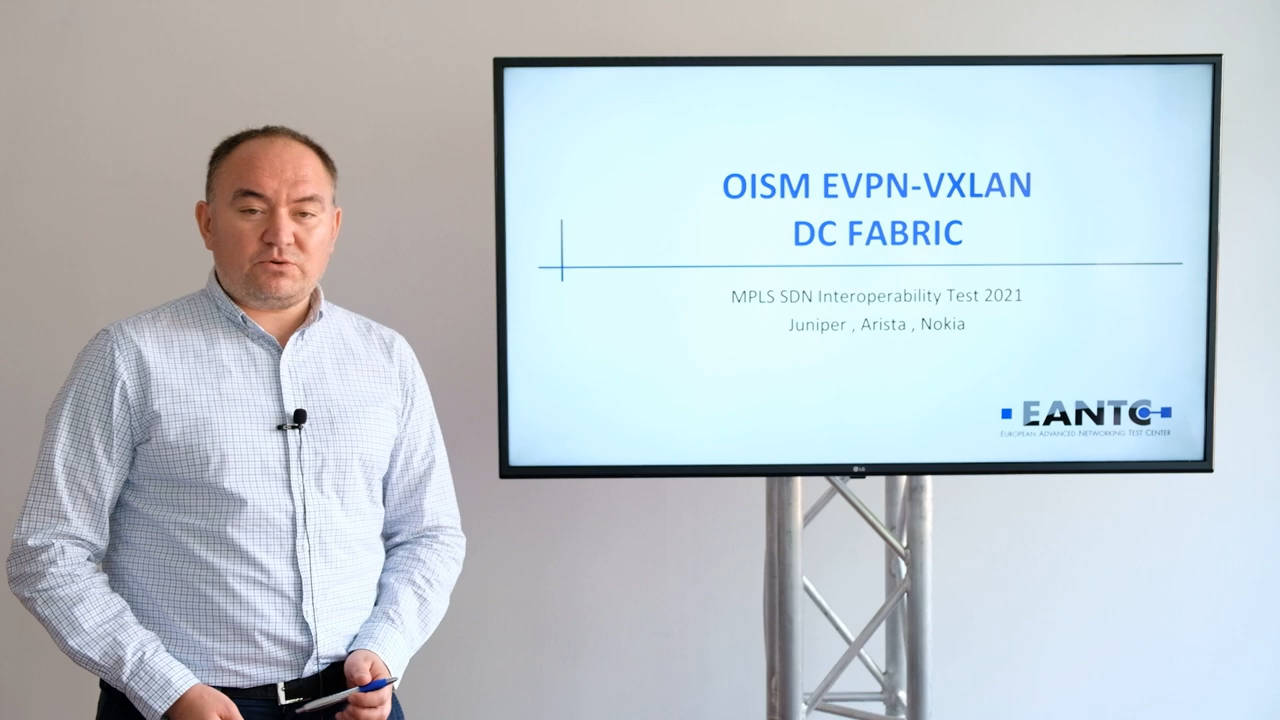 OISM EVPN-VXLAN
DC FABRIC
MPLS SDN Interoperability Test 2021
Juniper , Arista , Nokia
EANTC
EUROPEAN ADVANCED NETWORKING TEST CENTER
LG